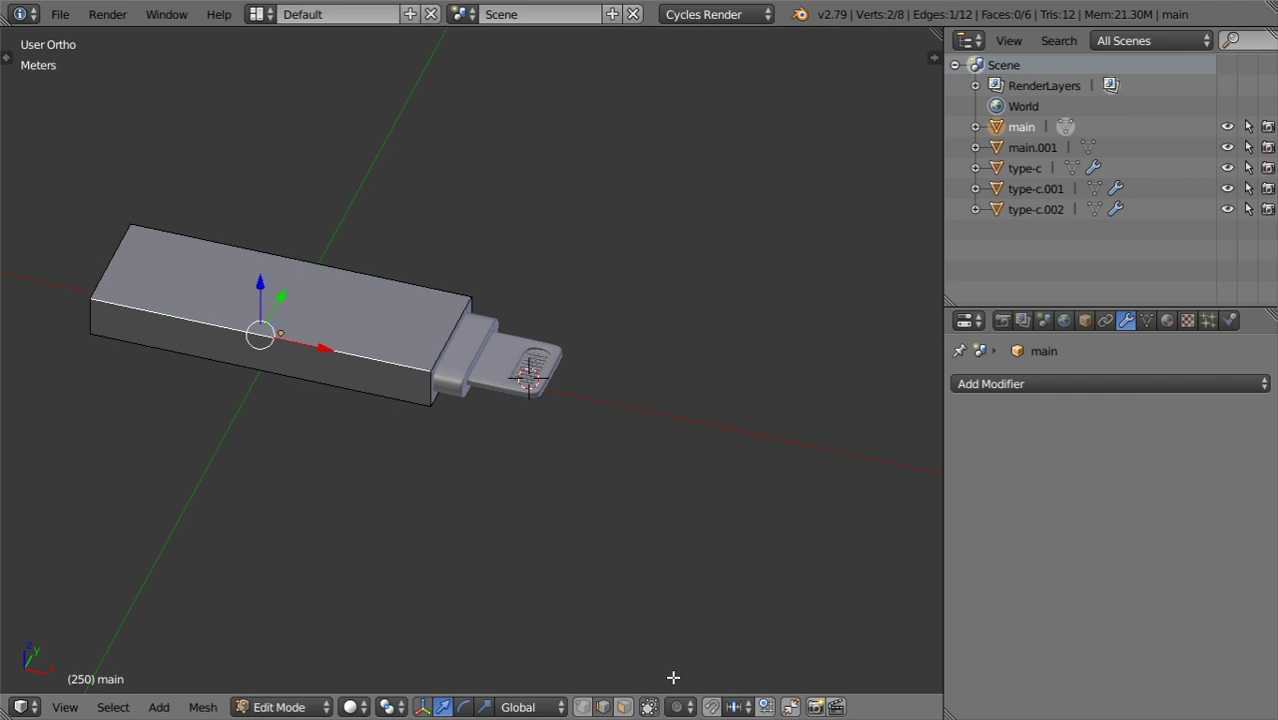 File Render Window Help Default Scene Cycles Render v2.79 | Verts:2/8 | Edges:1/12 | Faces:0/6 | Tris:12 | Mem:21.30M | main
User Ortho
Meters
View Search All Scenes
Scene
RenderLayers
World
main
main.001
type-c
type-c.001
type-c.002
main
Add Modifier
(250) main
View Select Add Mesh Edit Mode Global